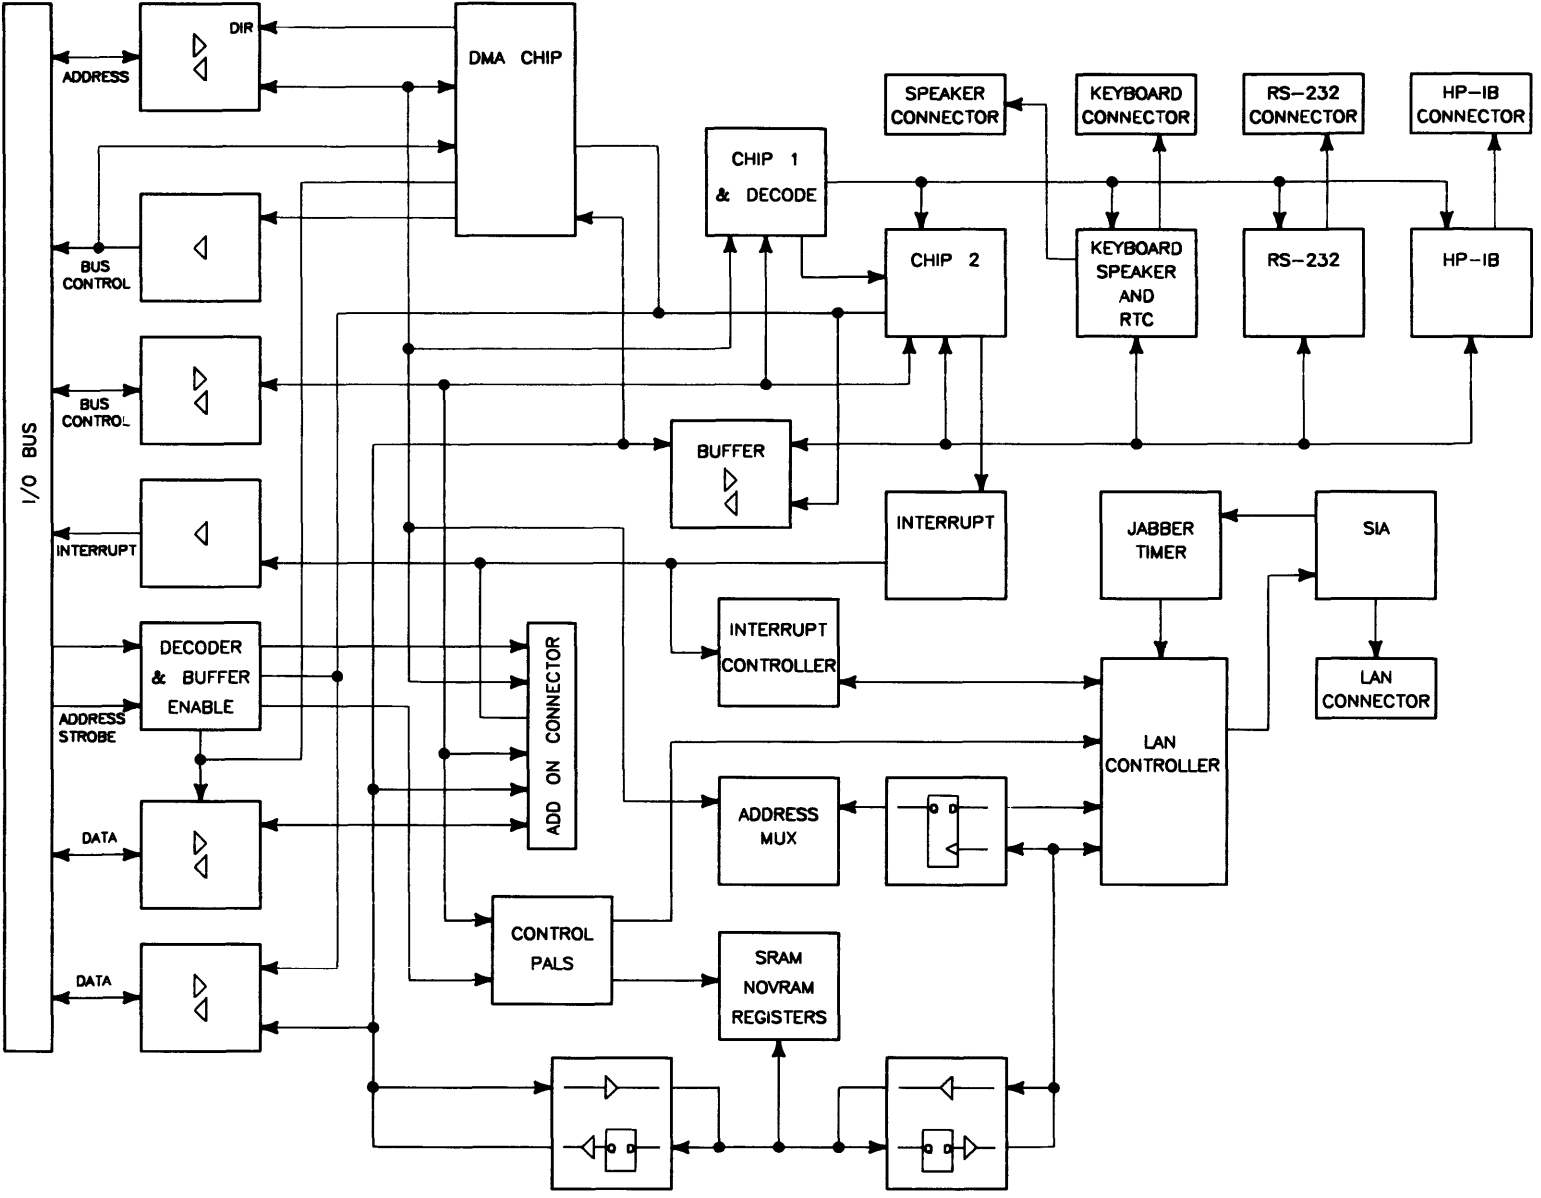 DIR
ADDRESS
DMA CHIP
SPEAKER
CONNECTOR
KEYBOARD
CONNECTOR
RS-232
CONNECTOR
HP-IB
CONNECTOR
CHIP 1
& DECODE
BUS
CONTROL
CHIP 2
KEYBOARD
SPEAKER
AND
RTC
RS-232
HP-IB
BUS
CONTROL
I/O BUS
BUFFER
INTERRUPT
INTERRUPT
JABBER
TIMER
SIA
DECODER
& BUFFER
ENABLE
ADDRESS
STROBE
ADD ON CONNECTOR
INTERRUPT
CONTROLLER
LAN
CONNECTOR
LAN
CONTROLLER
DATA
ADDRESS
MUX
Q D
CONTROL
PALS
DATA
SRAM
NOVRAM
REGISTERS
Q D
Q D